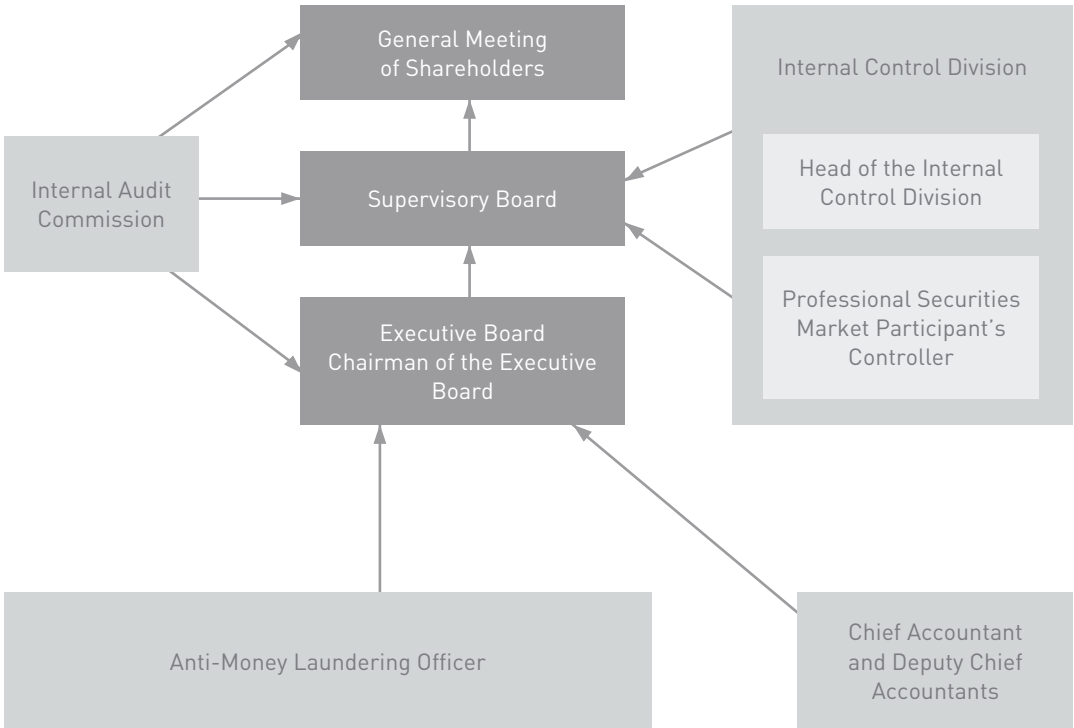 General Meeting
of Shareholders
Internal Control Division
Internal Audit
Commission
Supervisory Board
Head of the Internal
Control Division
Professional Securities
Market Participant’s
Controller
Executive Board
Chairman of the Executive
Board
Anti-Money Laundering Officer
Chief Accountant
and Deputy Chief
Accountants